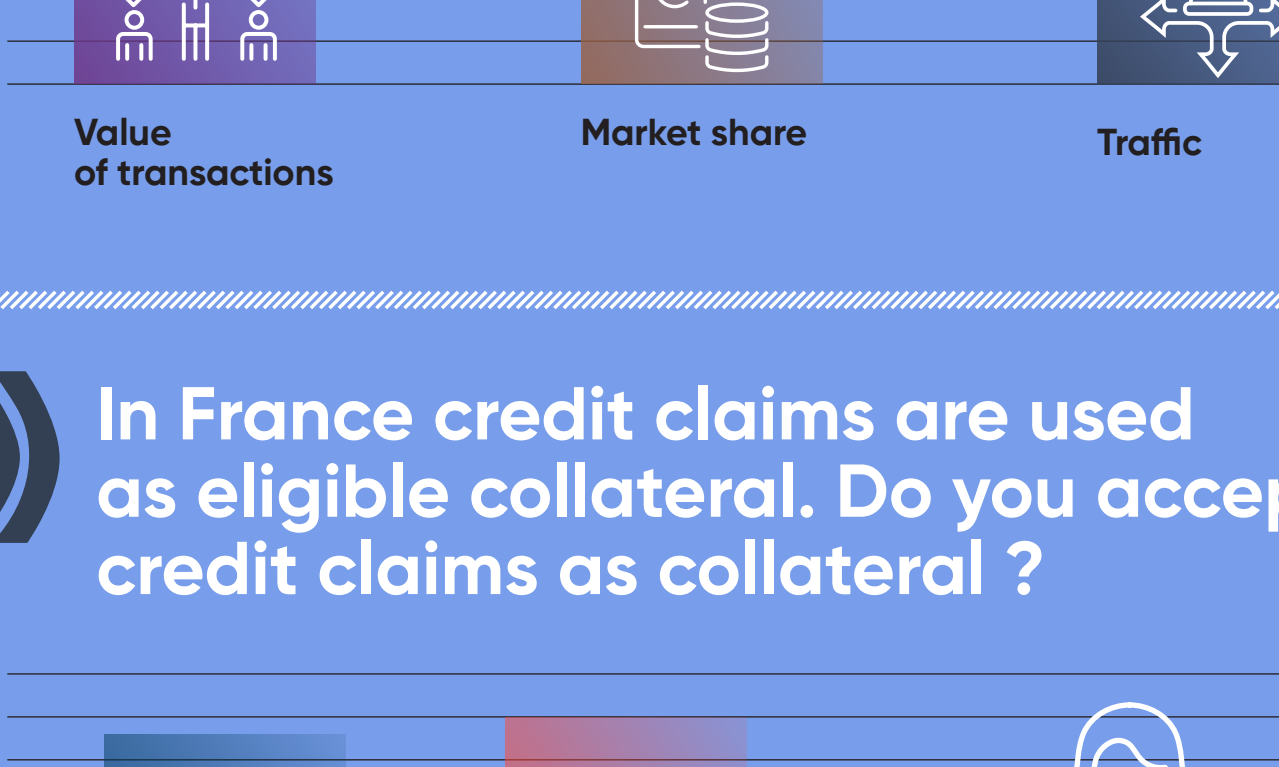 Value
of transactions
Market share
Traffic
In France credit claims are used
as eligible collateral. Do you
credit claims as collateral ?